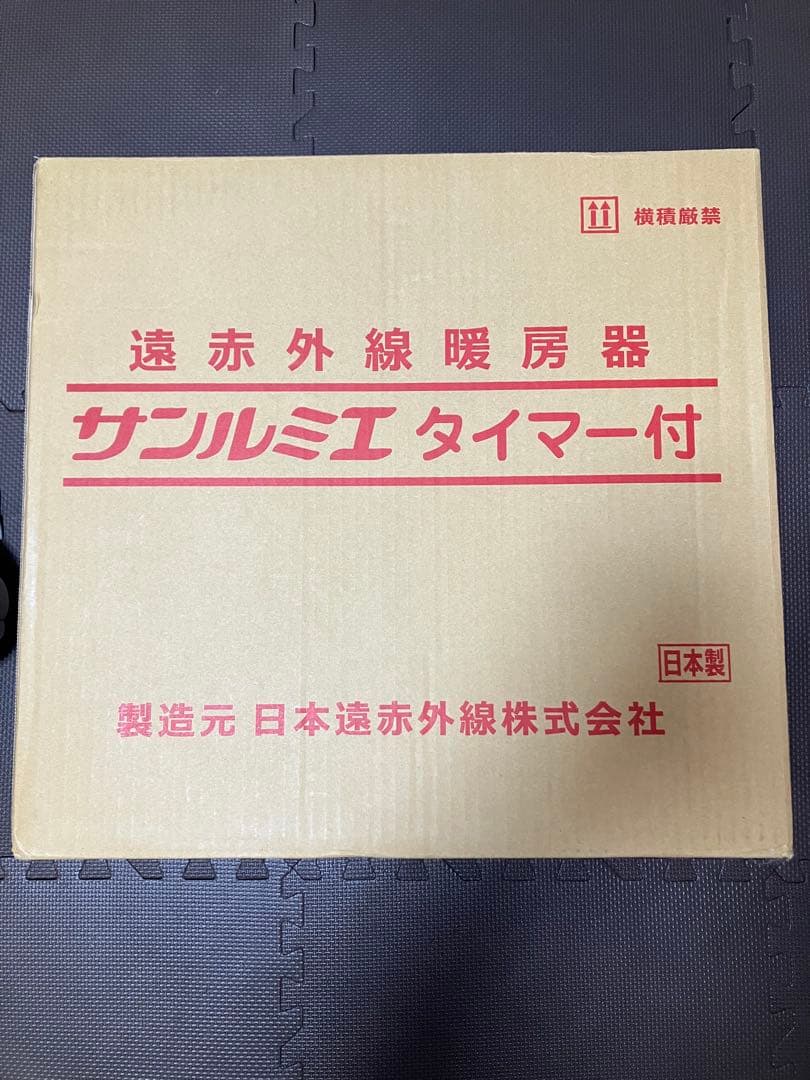 横積厳禁
遠赤外線暖房器
サンルミエ タイマー付
日本製
製造元 日本遠赤外線株式会社